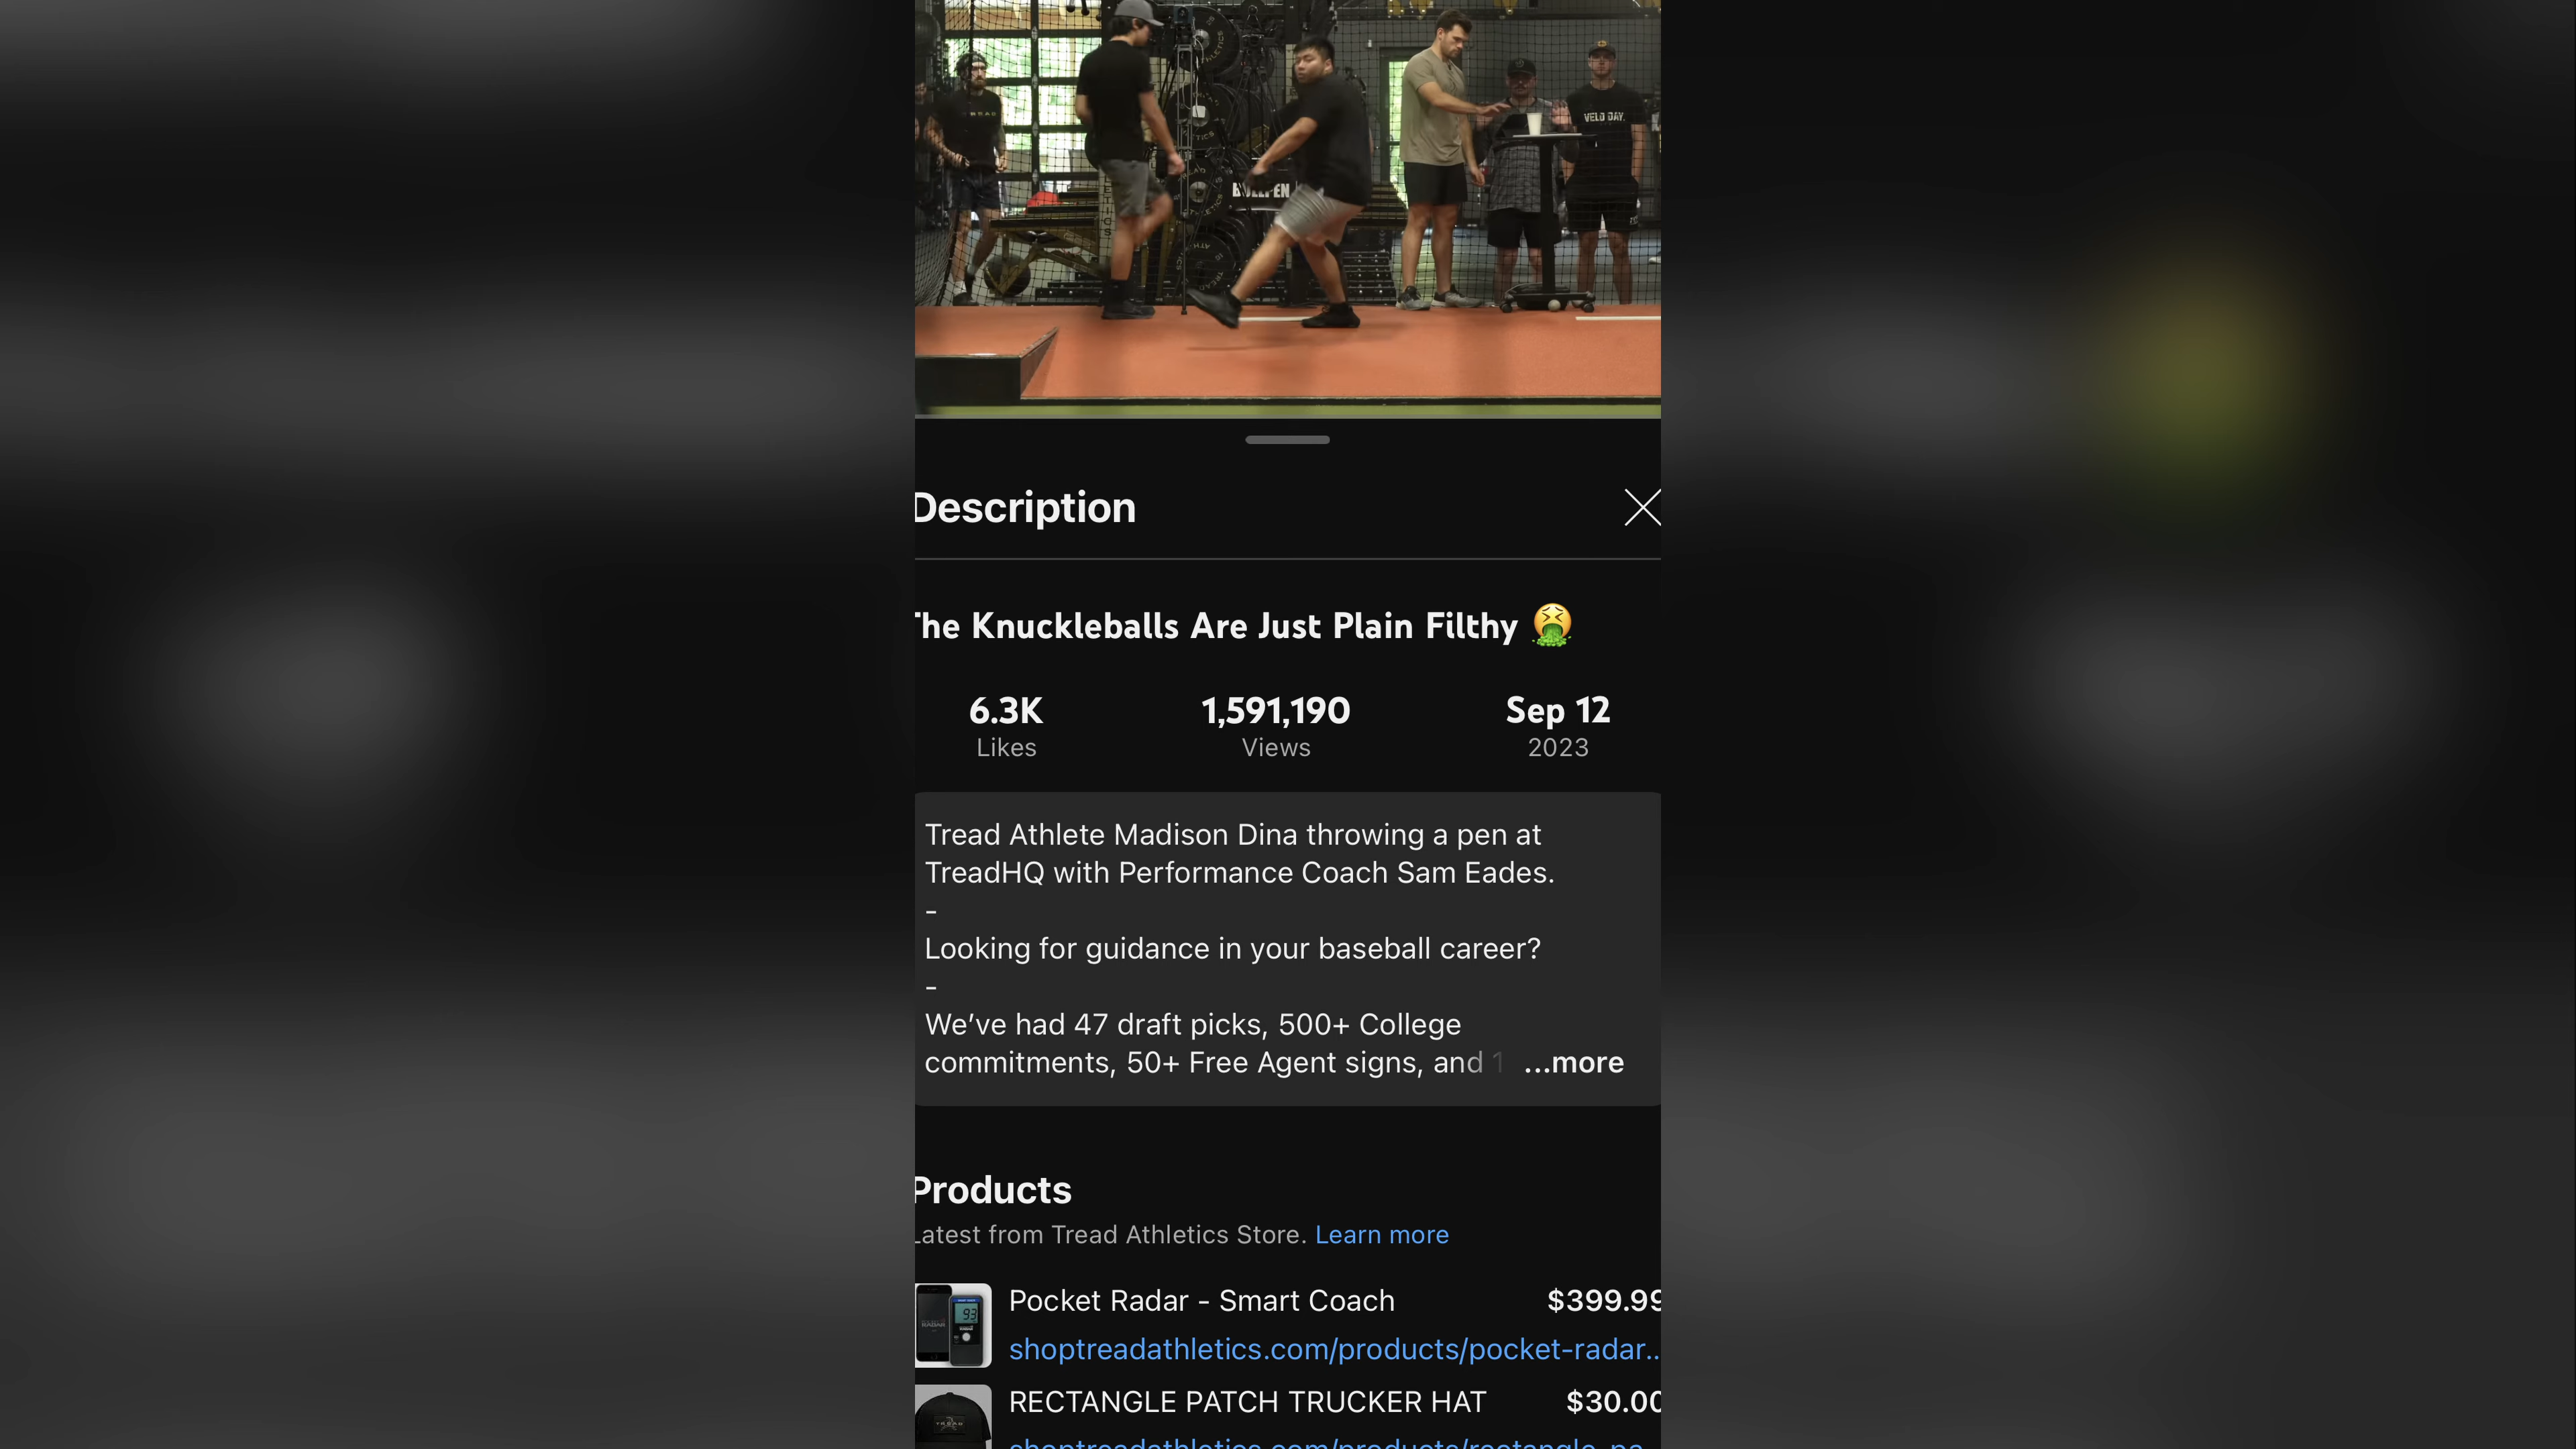 VELO DAY.
BULLPEN
Description
The Knuckleballs Are Just Plain Filthy 🤮
6.3K 1,591,190 Sep 12
Likes Views 2023
Tread Athlete Madison Dina throwing a pen at
TreadHQ with Performance Coach Sam Eades.
-
Looking for guidance in your baseball career?
-
We’ve had 47 draft picks, 500+ College
commitments, 50+ Free Agent signs, and 1 ...more
Products
Latest from Tread Athletics Store. Learn more
Pocket Radar - Smart Coach $399.99
shoptreadathletics.com/products/pocket-radar..
RECTANGLE PATCH TRUCKER HAT $30.00